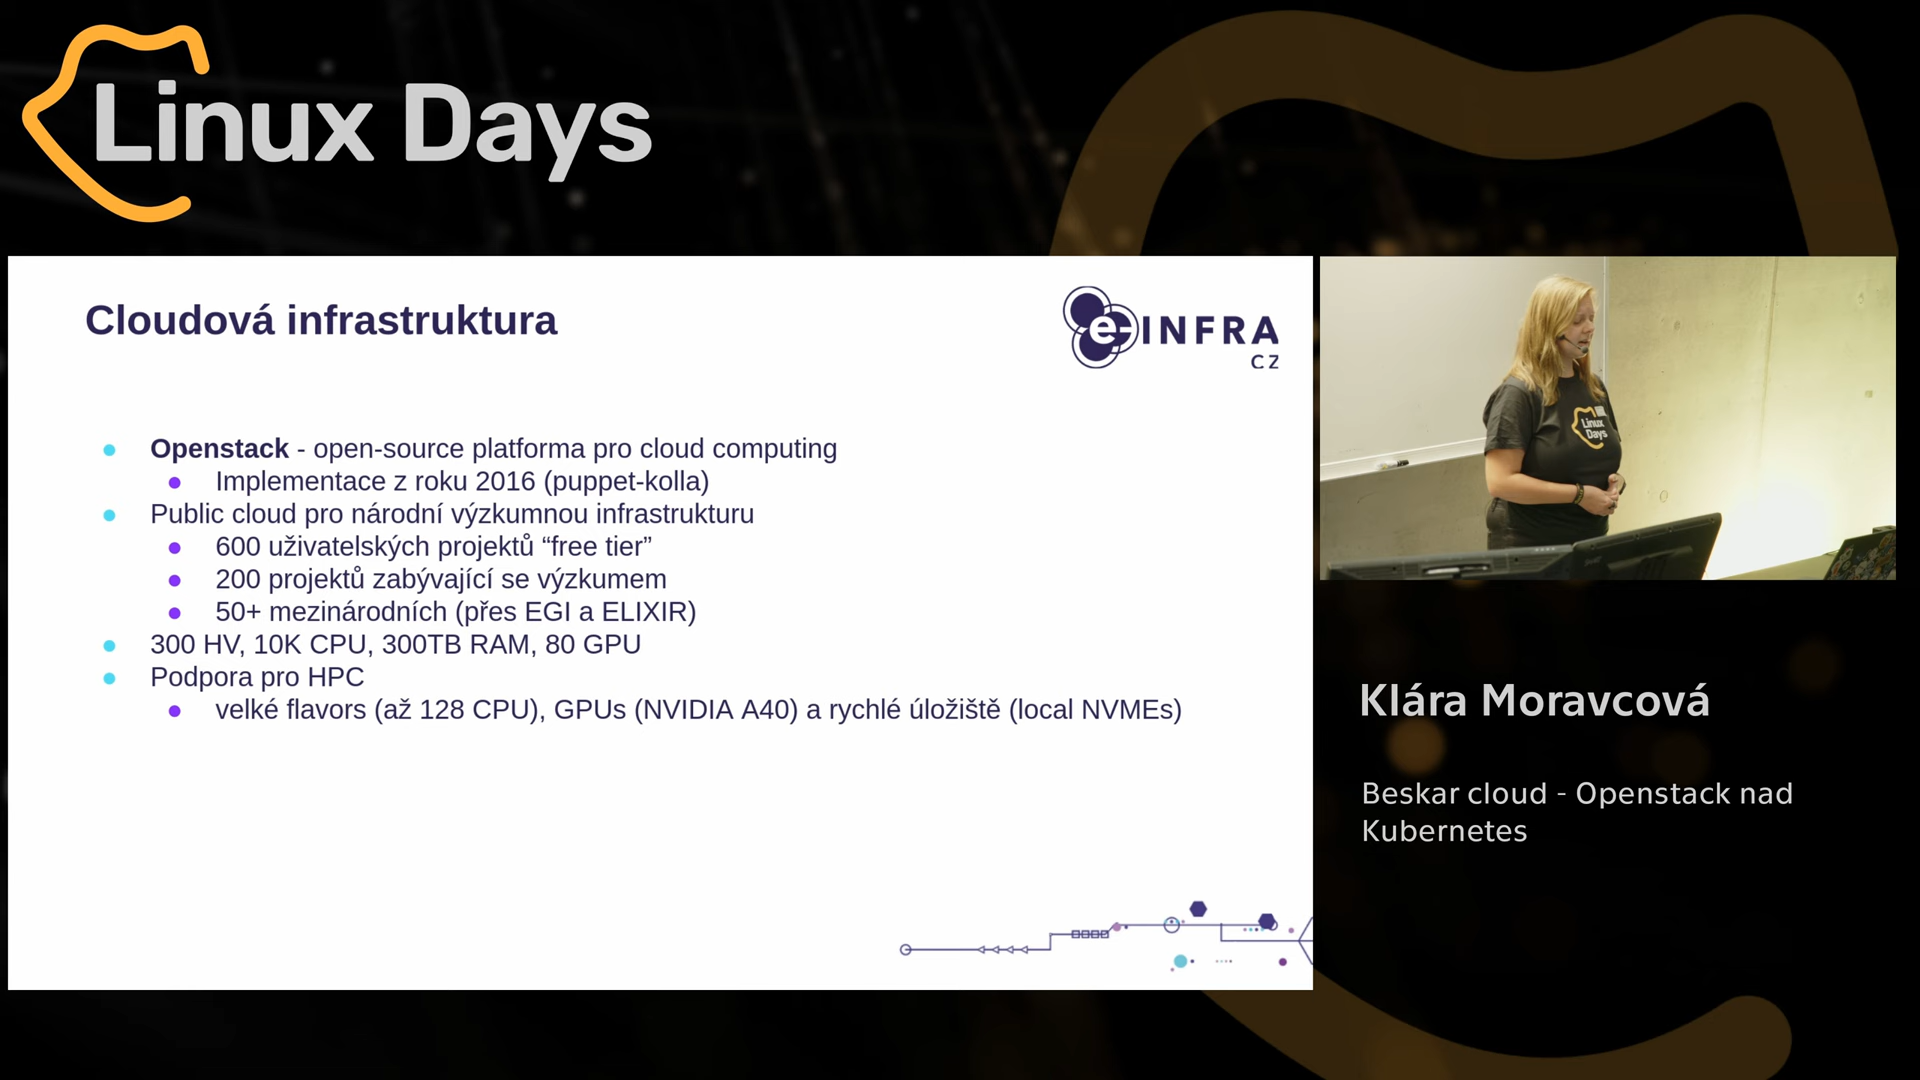 Linux Days
Cloudová infrastruktura
e-INFRA
CZ
Openstack - open-source platforma pro cloud computing
Implementace z roku 2016 (puppet-kolla)
Public cloud pro národní výzkumnou infrastrukturu
600 uživatelských projektů “free tier”
200 projektů zabývající se výzkumem
50+ mezinárodních (přes EGI a ELIXIR)
300 HV, 10K CPU, 300TB RAM, 80 GPU
Podpora pro HPC
velké flavors (až 128 CPU), GPUs (NVIDIA A40) a rychlé úložiště (local NVMEs)
Linux
Days
Klára Moravcová
Beskar cloud - Openstack nad
Kubernetes